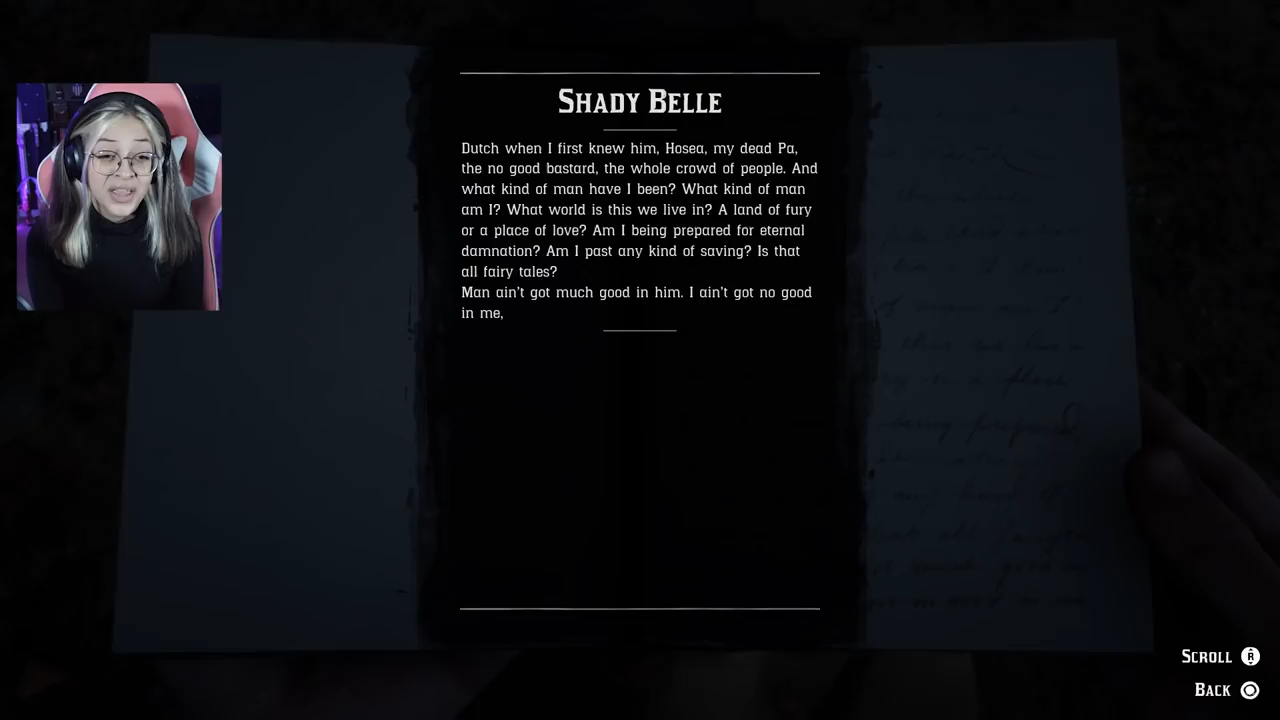 SHADY BELLE
Dutch when I first knew him, Hosea, my dead Pa,
the no good bastard, the whole crowd of people. And
what kind of man have I been? What kind of man
am I? What world is this we live in? A land of fury
or a place of love? Am I being prepared for eternal
damnation? Am I past any kind of saving? Is that
all fairy tales?
Man ain't got much good in him. I ain't got no good
in me,
SCROLL R
BACK